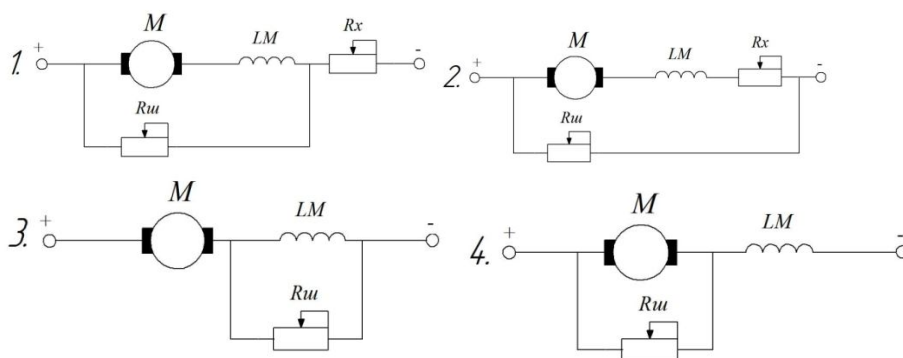 1. + M LM Rx -
Rш
2. + M LM Rx -
Rш
3. + M LM -
Rш
4. + M LM -
Rш